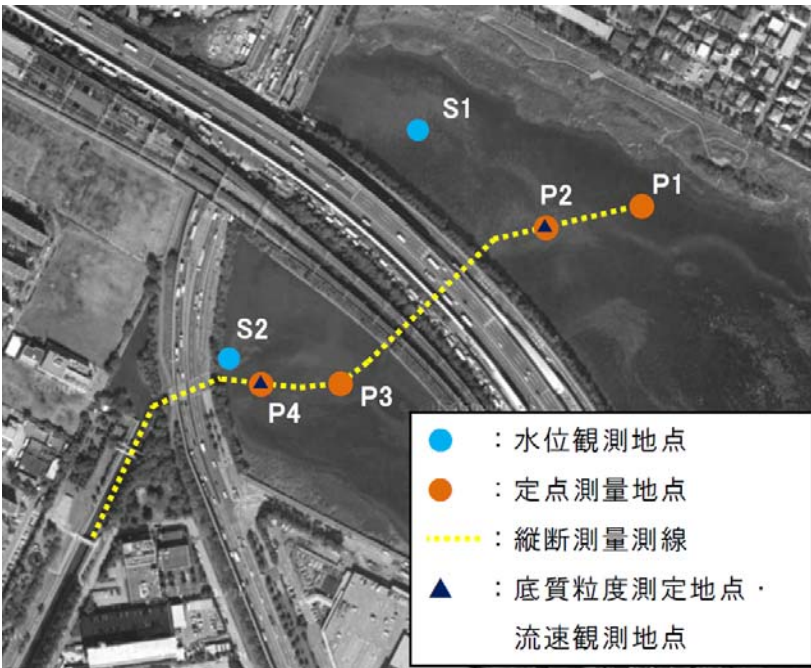 S1
P1
P2
S2
P3
P4
：水位観測地点
：定点測量地点
：縦断測量測線
：底質粒度測定地点・
流速観測地点